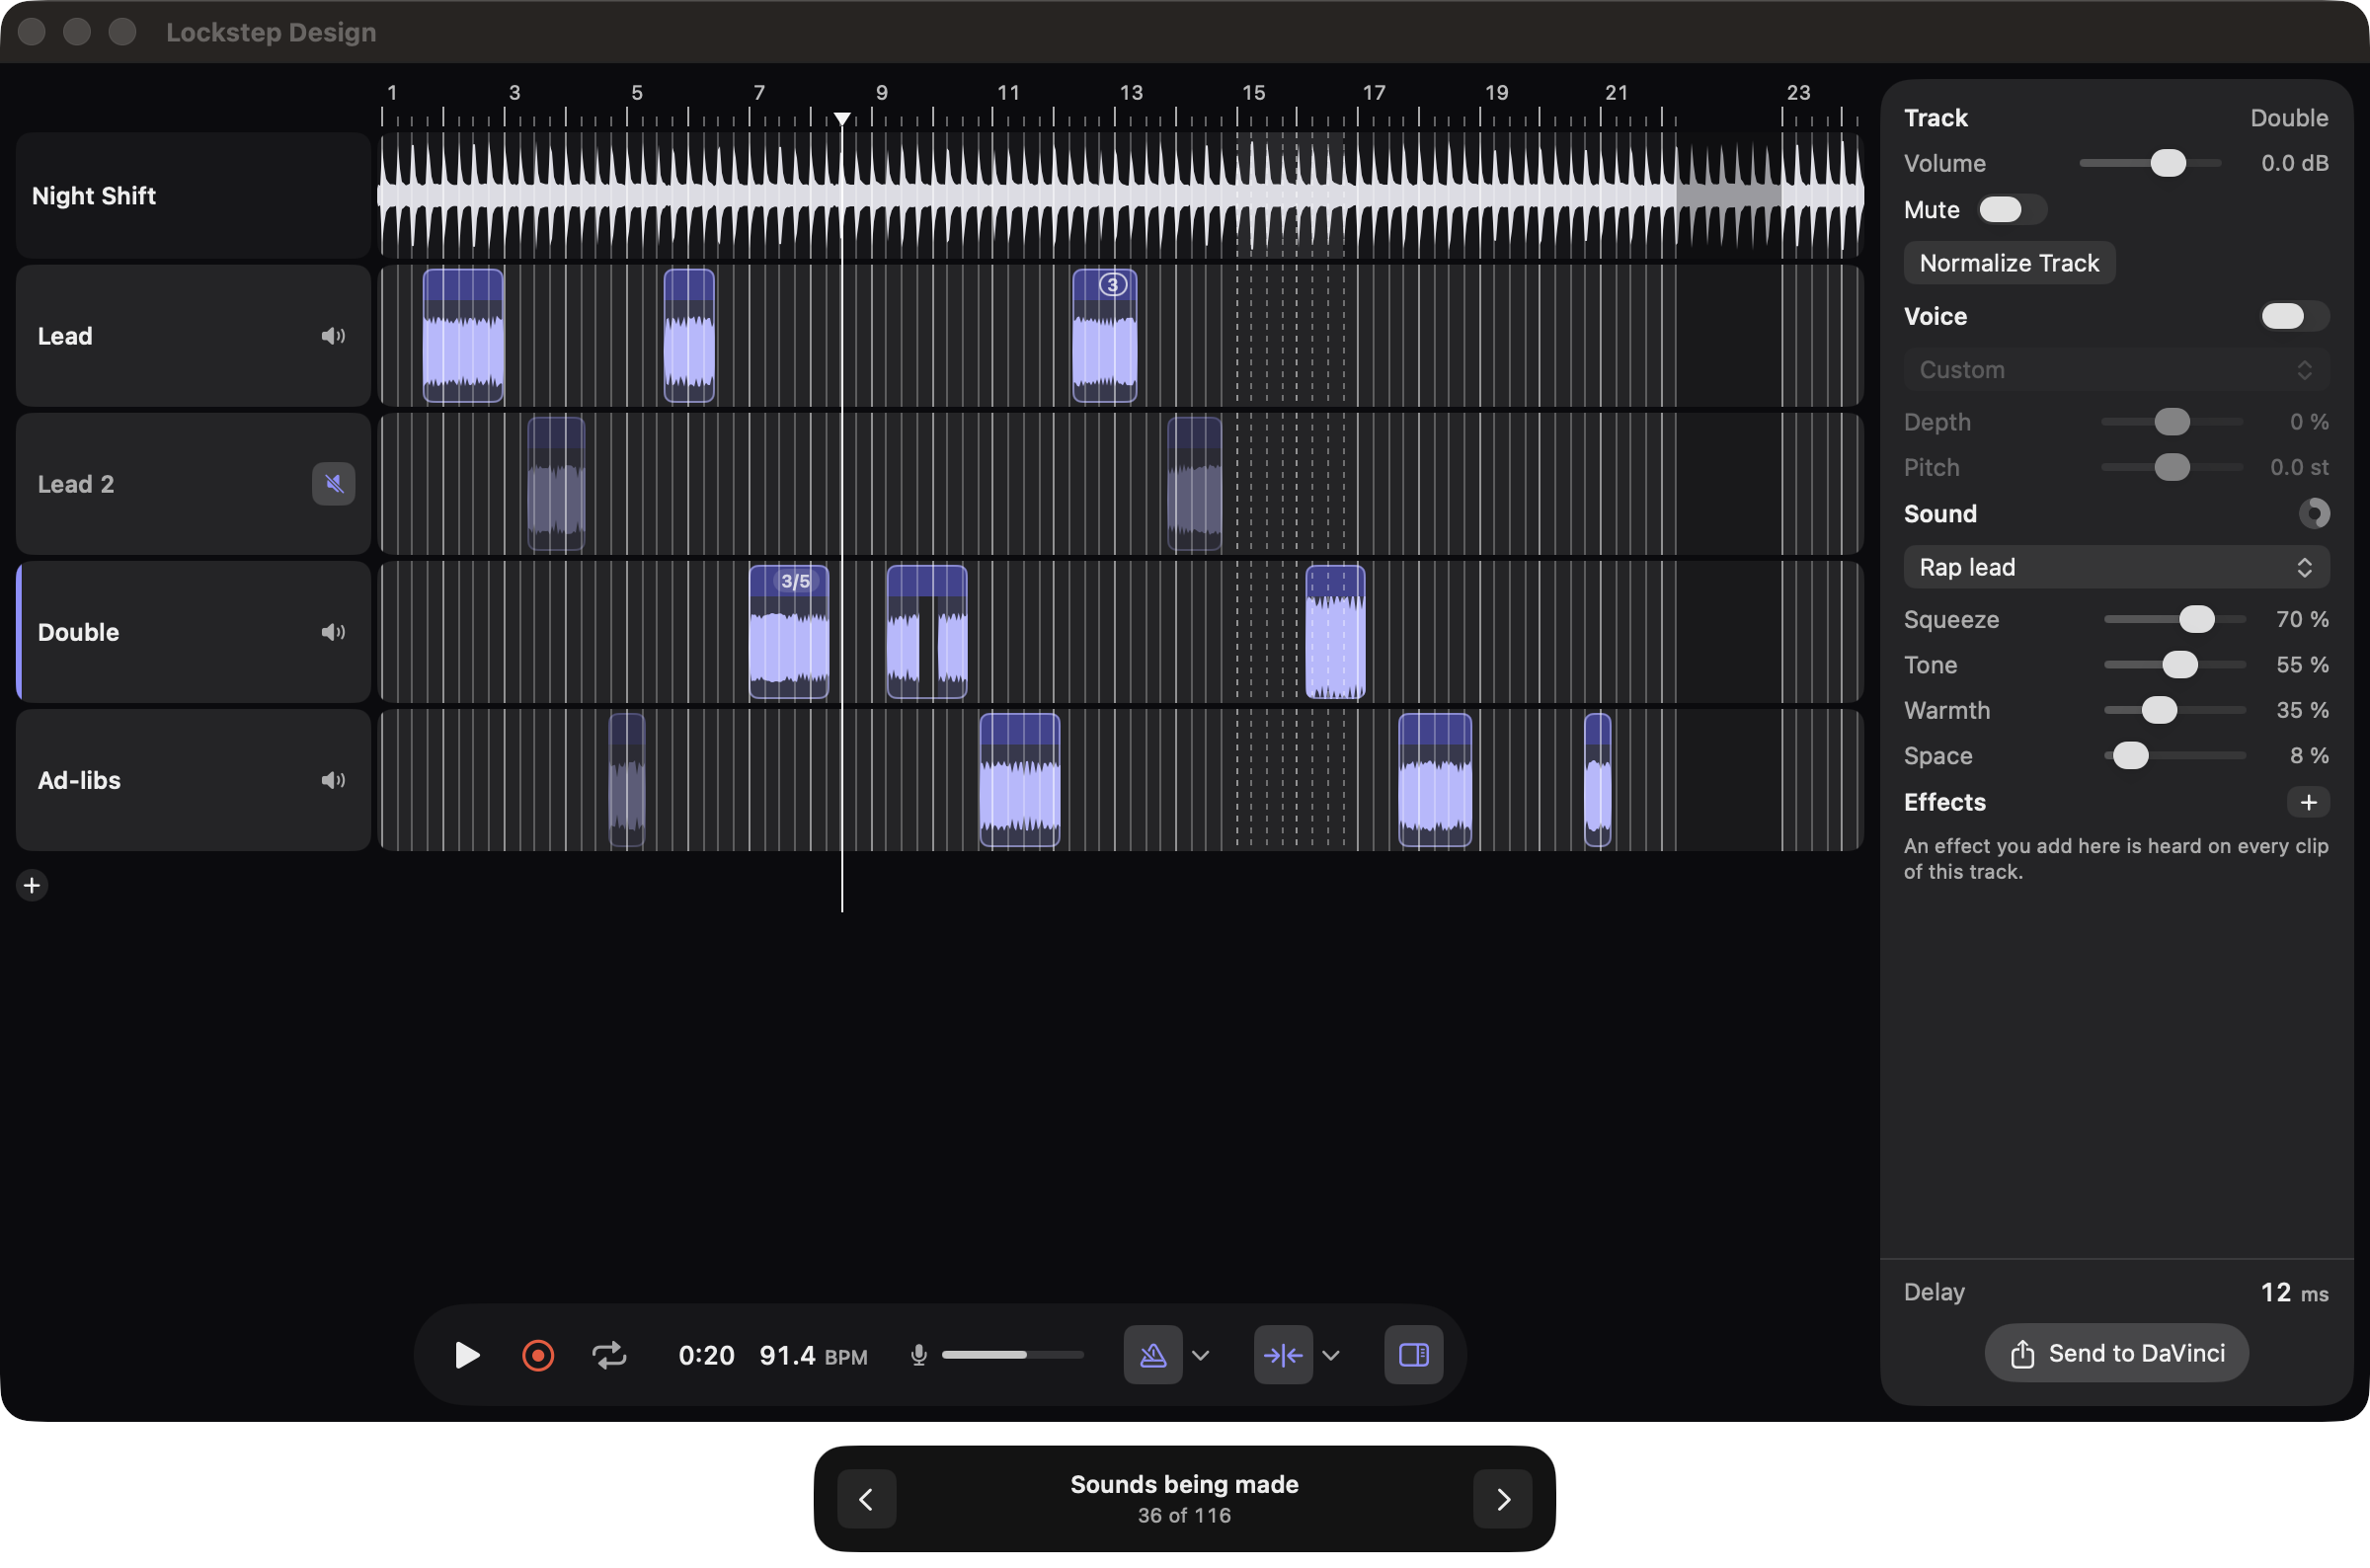 Lockstep Design
1 3 5 7 9 11 13 15 17 19 21 23
Night Shift
Lead
3
Lead 2
Double
3/5
Ad-libs
Track Double
Volume 0.0 dB
Mute
Normalize Track
Voice
Custom
Depth 0 %
Pitch 0.0 st
Sound
Rap lead
Squeeze 70 %
Tone 55 %
Warmth 35 %
Space 8 %
Effects
An effect you add here is heard on every clip
of this track.
Delay 12 ms
Send to DaVinci
0:20 91.4 BPM
Sounds being made
36 of 116